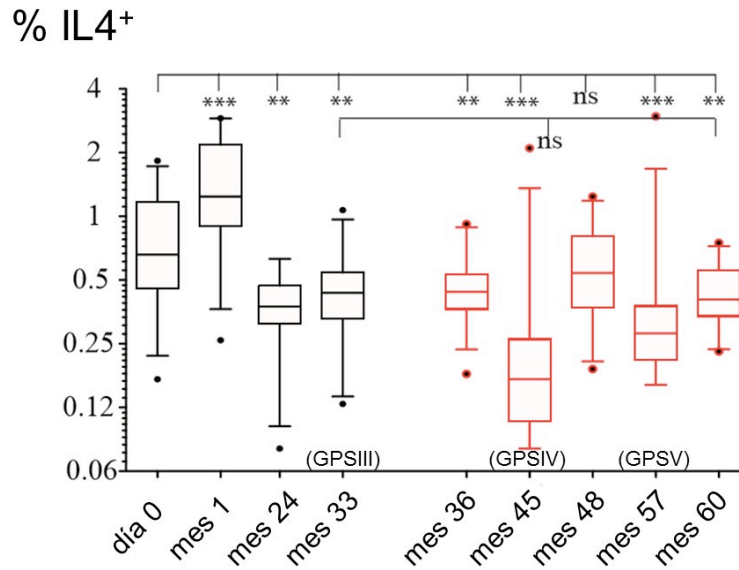 % IL4⁺
4
*** ** ** ** *** ns *** **
2
ns
1
0.5
0.25
0.12
(GPSIII) (GPSIV) (GPSV)
0.06
día 0 mes 1 mes 24 mes 33 mes 36 mes 45 mes 48 mes 57 mes 60